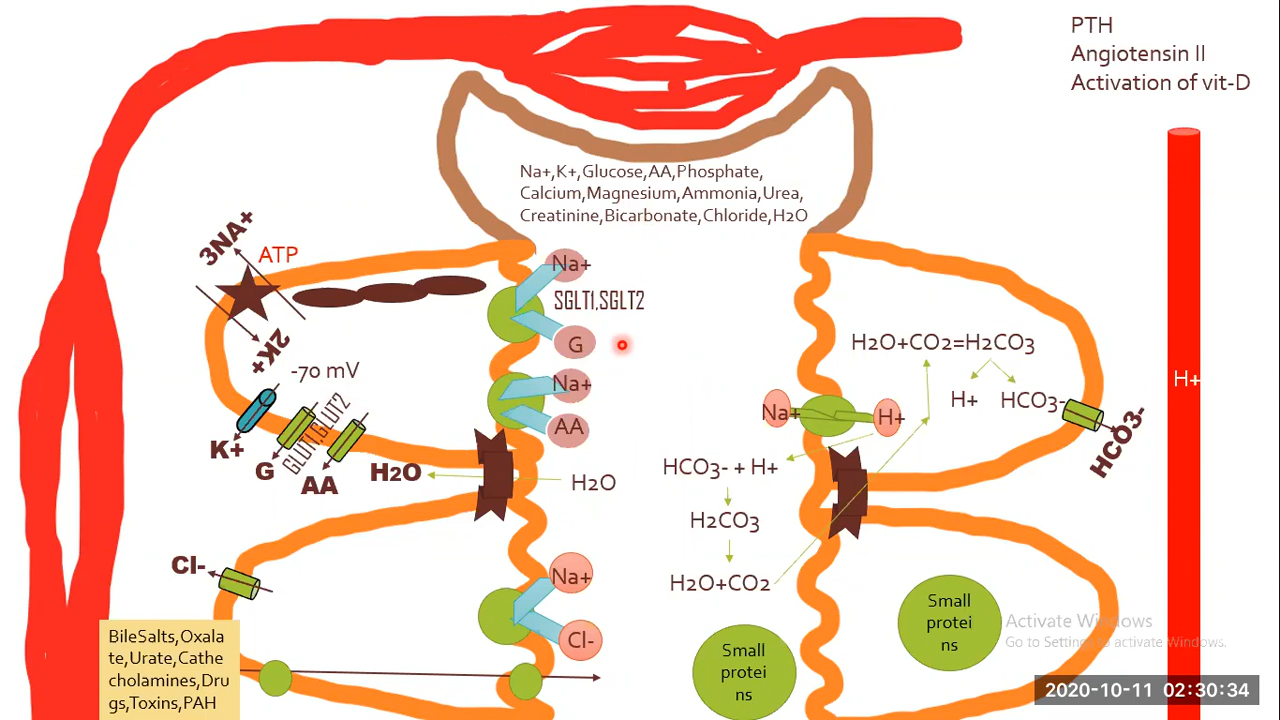 PTH
Angiotensin II
Activation of vit-D
Na+,K+,Glucose,AA,Phosphate,
Calcium,Magnesium,Ammonia,Urea,
Creatinine,Bicarbonate,Chloride,H2O
3NA+
ATP
2K+
-70 mV
K+
G
GLUT1,GLUT2
AA
H2O
Na+
SGLT1,SGLT2
G
Na+
AA
H2O
Cl-
Na+
Cl-
BileSalts,Oxala
te,Urate,Cathe
cholamines,Dru
gs,Toxins,PAH
H2O+CO2=H2CO3
H+
HCO3-
HCO3-
Na+
H+
HCO3- + H+
H2CO3
H2O+CO2
Small
protei
ns
Small
protei
ns
H+
Activate Windows
Go to Settings to activate Windows.
2020-10-11 02:30:34